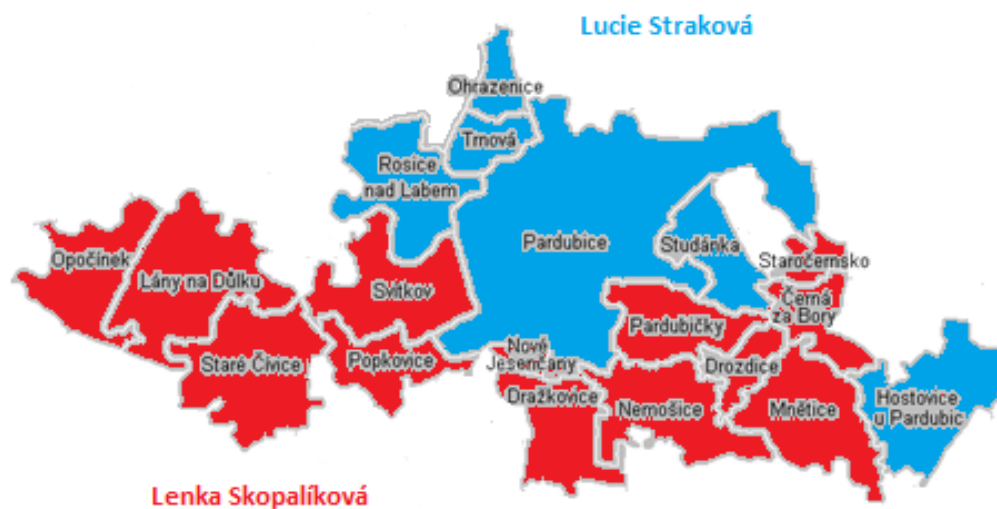 Lucie Straková
Ohrazenice
Trnová
Rosice
nad Labem
Pardubice
Studánka
Opočínek
Lány na Důlku
Svítkov
Staročernsko
Černá
za Bory
Pardubičky
Staré Čívice
Popkovice
Nové
Jesenčany
Drozdice
Dražkovice
Nemošice
Mnětice
Hostovice
u Pardubic
Lenka Skopalíková